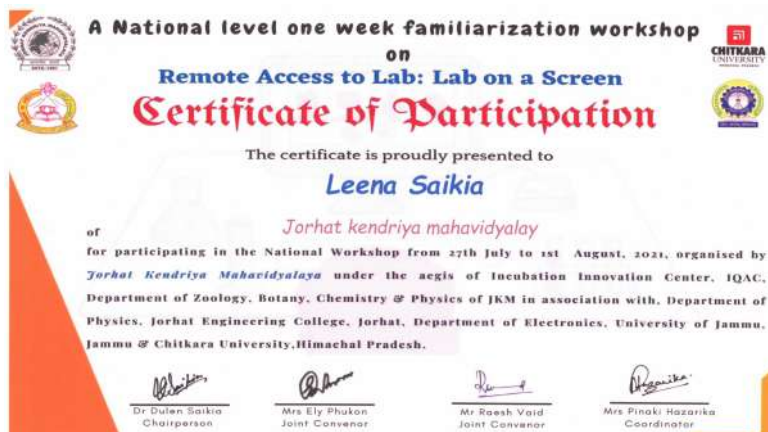 A National level one week familiarization workshop
on
Remote Access to Lab: Lab on a Screen
CHITKARA
UNIVERSITY
Certificate of Participation
The certificate is proudly presented to
Leena Saikia
of Jorhat kendriya mahavidyalay
for participating in the National Workshop from 27th July to 1st August, 2021, organised by
Jorhat Kendriya Mahavidyalaya under the aegis of Incubation Innovation Center, IQAC,
Department of Zoology, Botany, Chemistry & Physics of JKM in association with, Department of
Physics, Jorhat Engineering College, Jorhat, Department of Electronics, University of Jammu,
Jammu & Chitkara University,Himachal Pradesh.
Dr Dulen Saikia Mrs Ely Phukon Mr Raesh Vaid Mrs Pinaki Hazarika
Chairperson Joint Convenor Joint Convenor Coordinator